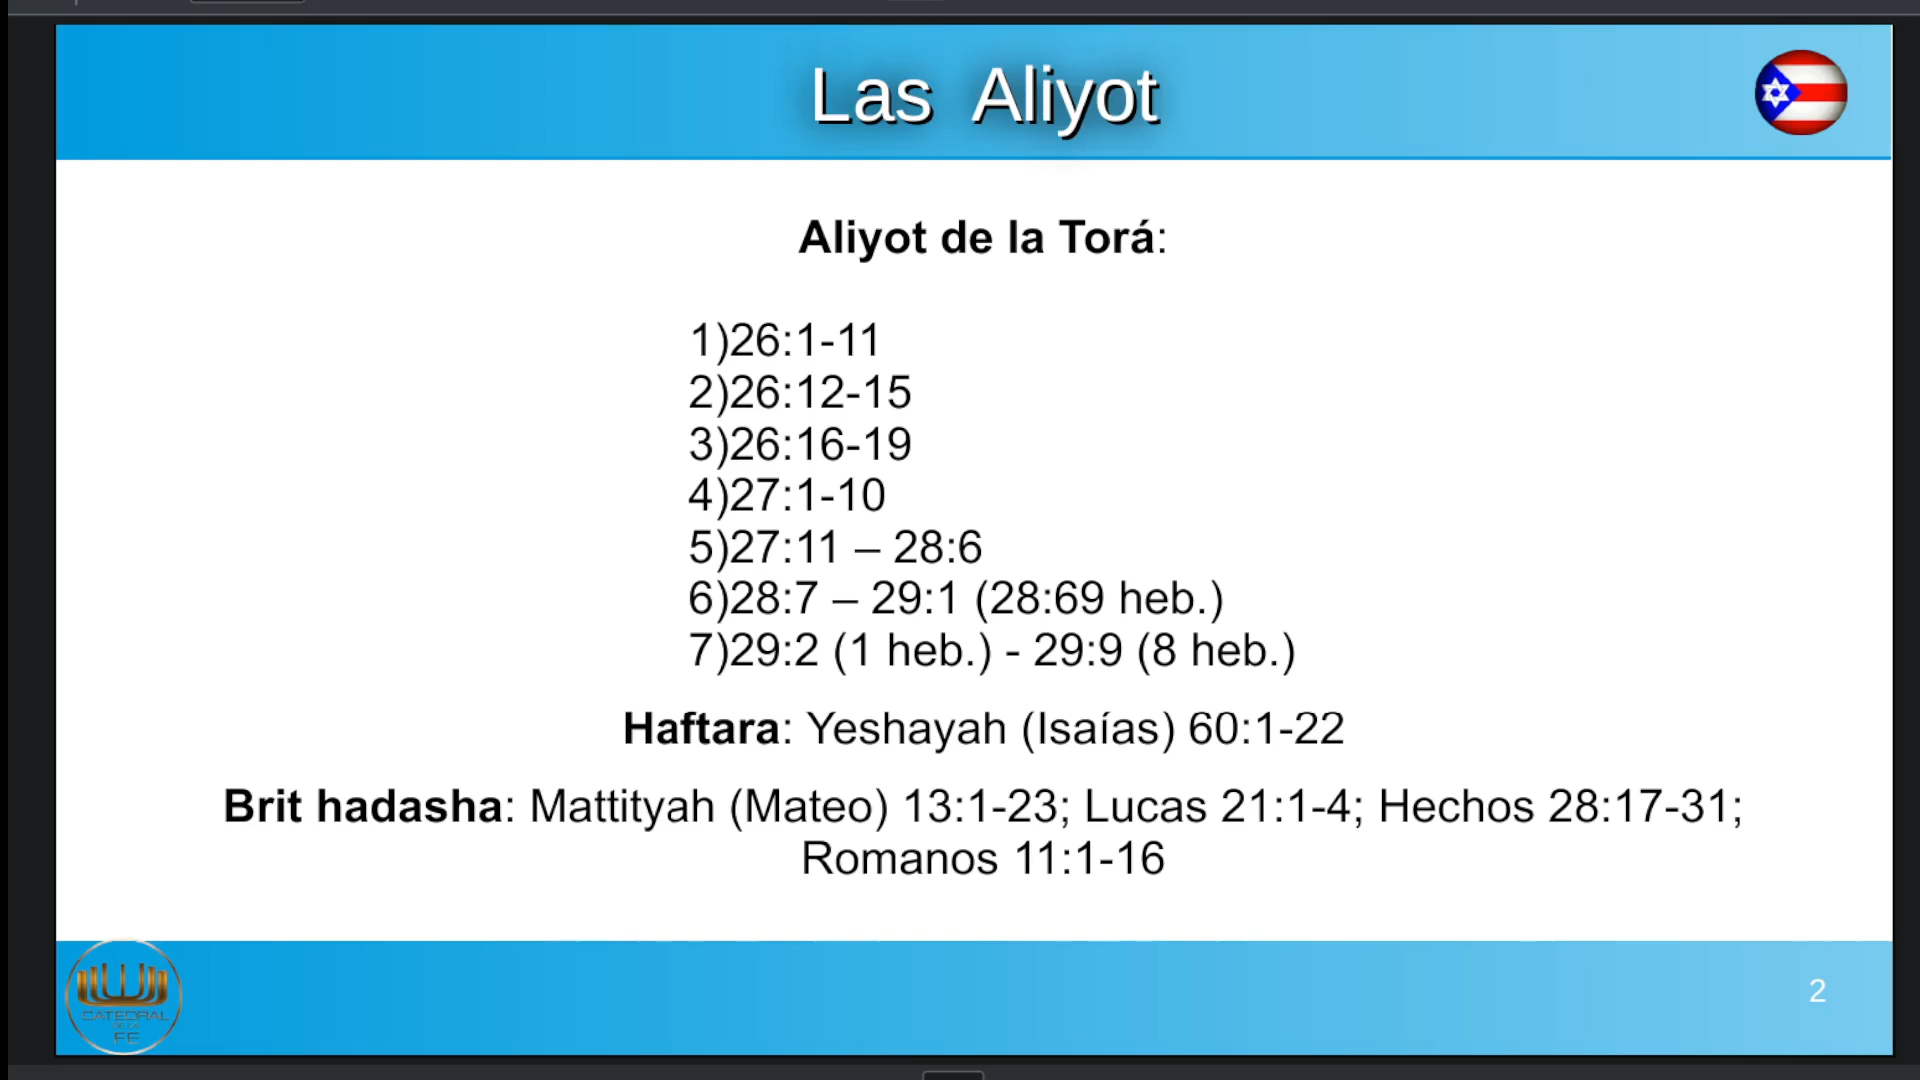 Las Aliyot
Aliyot de la Torá:
1)26:1-11
2)26:12-15
3)26:16-19
4)27:1-10
5)27:11 – 28:6
6)28:7 – 29:1 (28:69 heb.)
7)29:2 (1 heb.) - 29:9 (8 heb.)
Haftara: Yeshayah (Isaías) 60:1-22
Brit hadasha: Mattityah (Mateo) 13:1-23; Lucas 21:1-4; Hechos 28:17-31;
Romanos 11:1-16
CATEDRAL
DE LA
FE
2